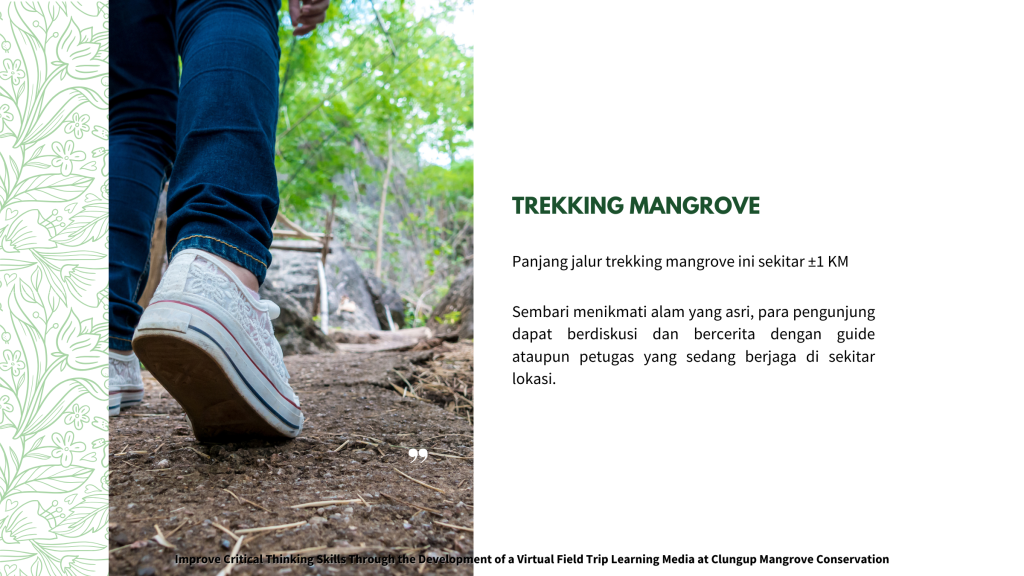 TREKKING MANGROVE
Panjang jalur trekking mangrove ini sekitar ±1 KM
Sembari menikmati alam yang asri, para pengunjung
dapat berdiskusi dan bercerita dengan guide
ataupun petugas yang sedang berjaga di sekitar
lokasi.
”
Improve Critical Thinking Skills Through the Development of a Virtual Field Trip Learning Media at Clungup Mangrove Conservation